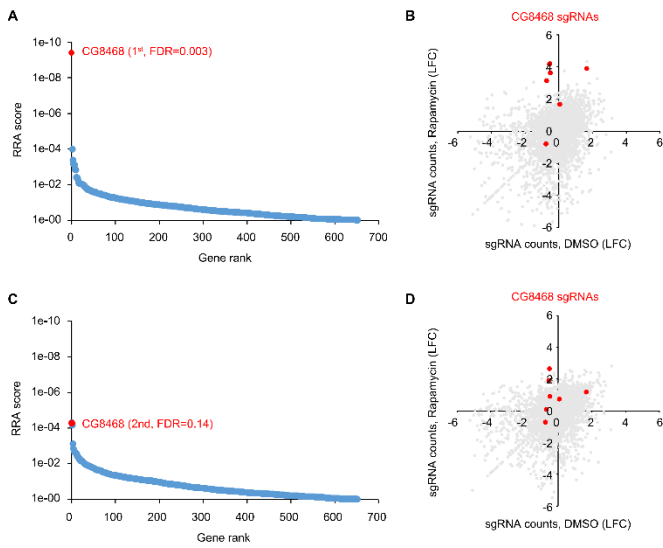 A
1e-10
1e-08
1e-06
1e-04
1e-02
1e-00
RRA score
CG8468 (1st, FDR=0.003)
0 100 200 300 400 500 600 700
Gene rank
B
CG8468 sgRNAs
sgRNA counts, Rapamycin (LFC)
6
4
2
0
-2
-4
-6
-6 -4 -2 0 2 4 6
sgRNA counts, DMSO (LFC)
C
1e-10
1e-08
1e-06
1e-04
1e-02
1e-00
RRA score
CG8468 (2nd, FDR=0.14)
0 100 200 300 400 500 600 700
Gene rank
D
CG8468 sgRNAs
sgRNA counts, Rapamycin (LFC)
6
4
2
0
-2
-4
-6
-6 -4 -2 0 2 4 6
sgRNA counts, DMSO (LFC)